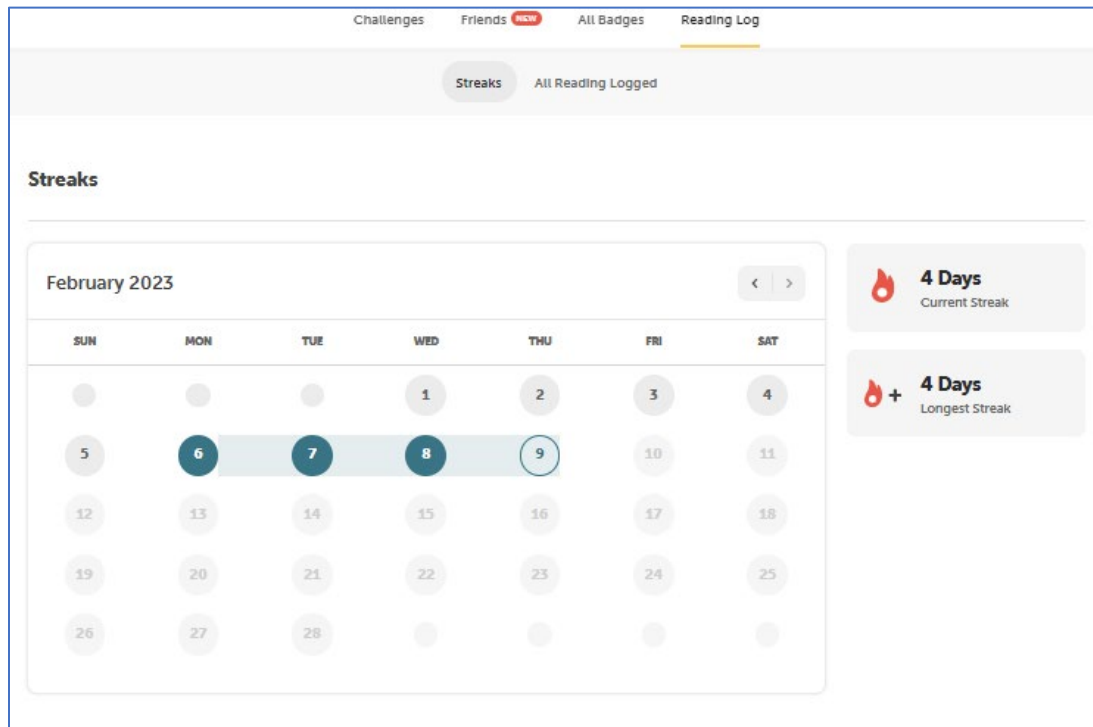 Challenges Friends NEW All Badges Reading Log
Streaks All Reading Logged
Streaks
February 2023 < >
SUN MON TUE WED THU FRI SAT
1 2 3 4
5 6 7 8 9 10 11
12 13 14 15 16 17 18
19 20 21 22 23 24 25
26 27 28
4 Days
Current Streak
+ 4 Days
Longest Streak